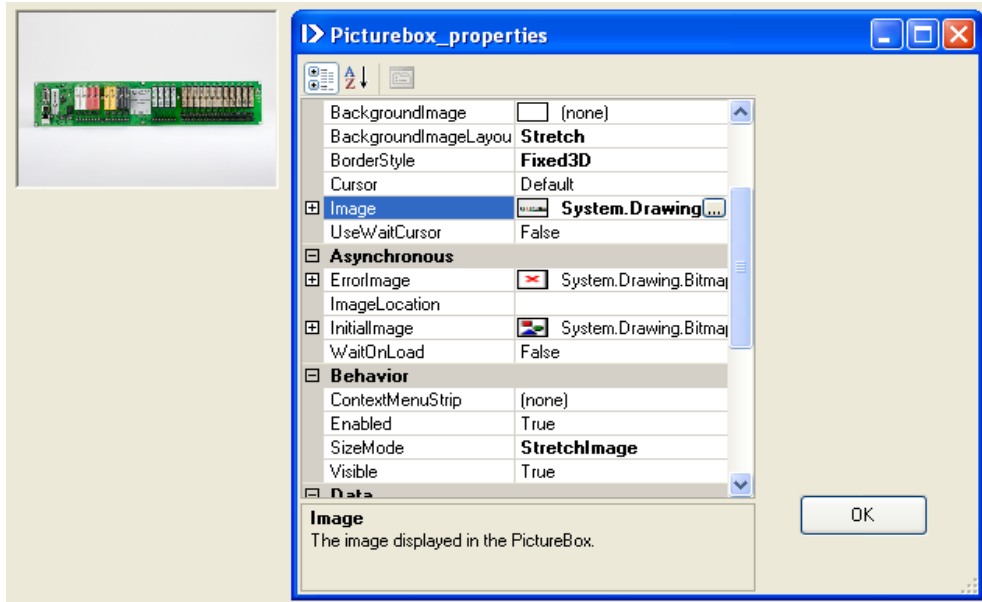 Picturebox_properties
BackgroundImage (none)
BackgroundImageLayou Stretch
BorderStyle Fixed3D
Cursor Default
Image System.Drawing ...
UseWaitCursor False
Asynchronous
ErrorImage System.Drawing.Bitma
ImageLocation
InitialImage System.Drawing.Bitma
WaitOnLoad False
Behavior
ContextMenuStrip (none)
Enabled True
SizeMode StretchImage
Visible True
Data
Image
The image displayed in the PictureBox.
OK